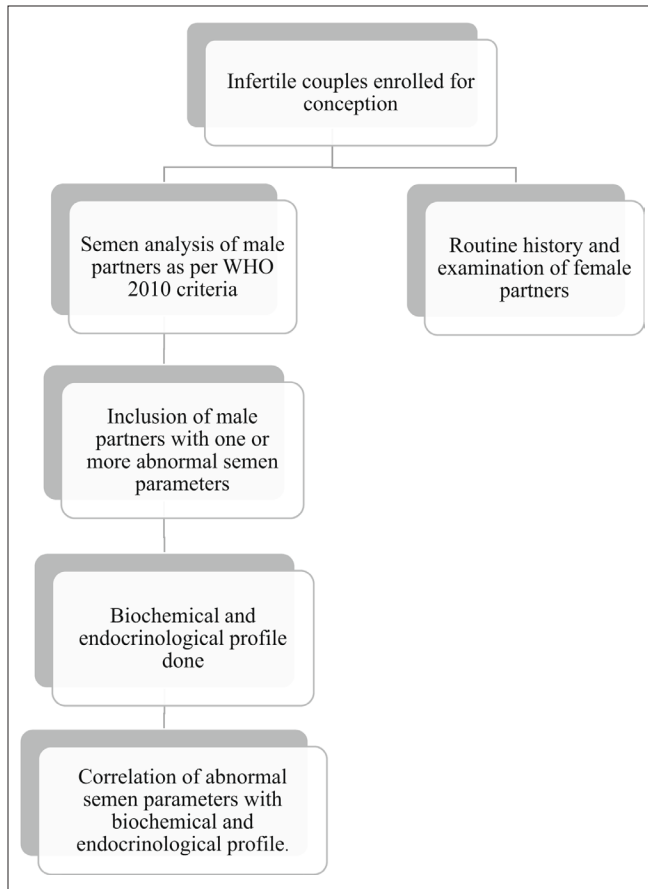 Infertile couples enrolled for
conception
Semen analysis of male
partners as per WHO
2010 criteria
Routine history and
examination of female
partners
Inclusion of male
partners with one or
more abnormal semen
parameters
Biochemical and
endocrinological profile
done
Correlation of abnormal
semen parameters with
biochemical and
endocrinological profile.